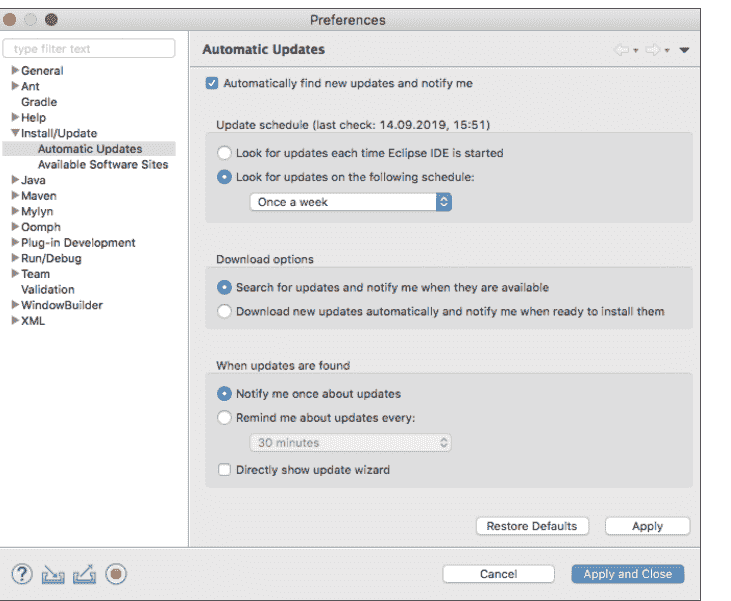 Preferences
type filter text
General
Ant
Gradle
Help
Install/Update
Automatic Updates
Available Software Sites
Java
Maven
Mylyn
Oomph
Plug-in Development
Run/Debug
Team
Validation
WindowBuilder
XML
Automatic Updates
Automatically find new updates and notify me
Update schedule (last check: 14.09.2019, 15:51)
Look for updates each time Eclipse IDE is started
Look for updates on the following schedule:
Once a week
Download options
Search for updates and notify me when they are available
Download new updates automatically and notify me when ready to install them
When updates are found
Notify me once about updates
Remind me about updates every:
30 minutes
Directly show update wizard
Restore Defaults
Apply
?
Cancel
Apply and Close